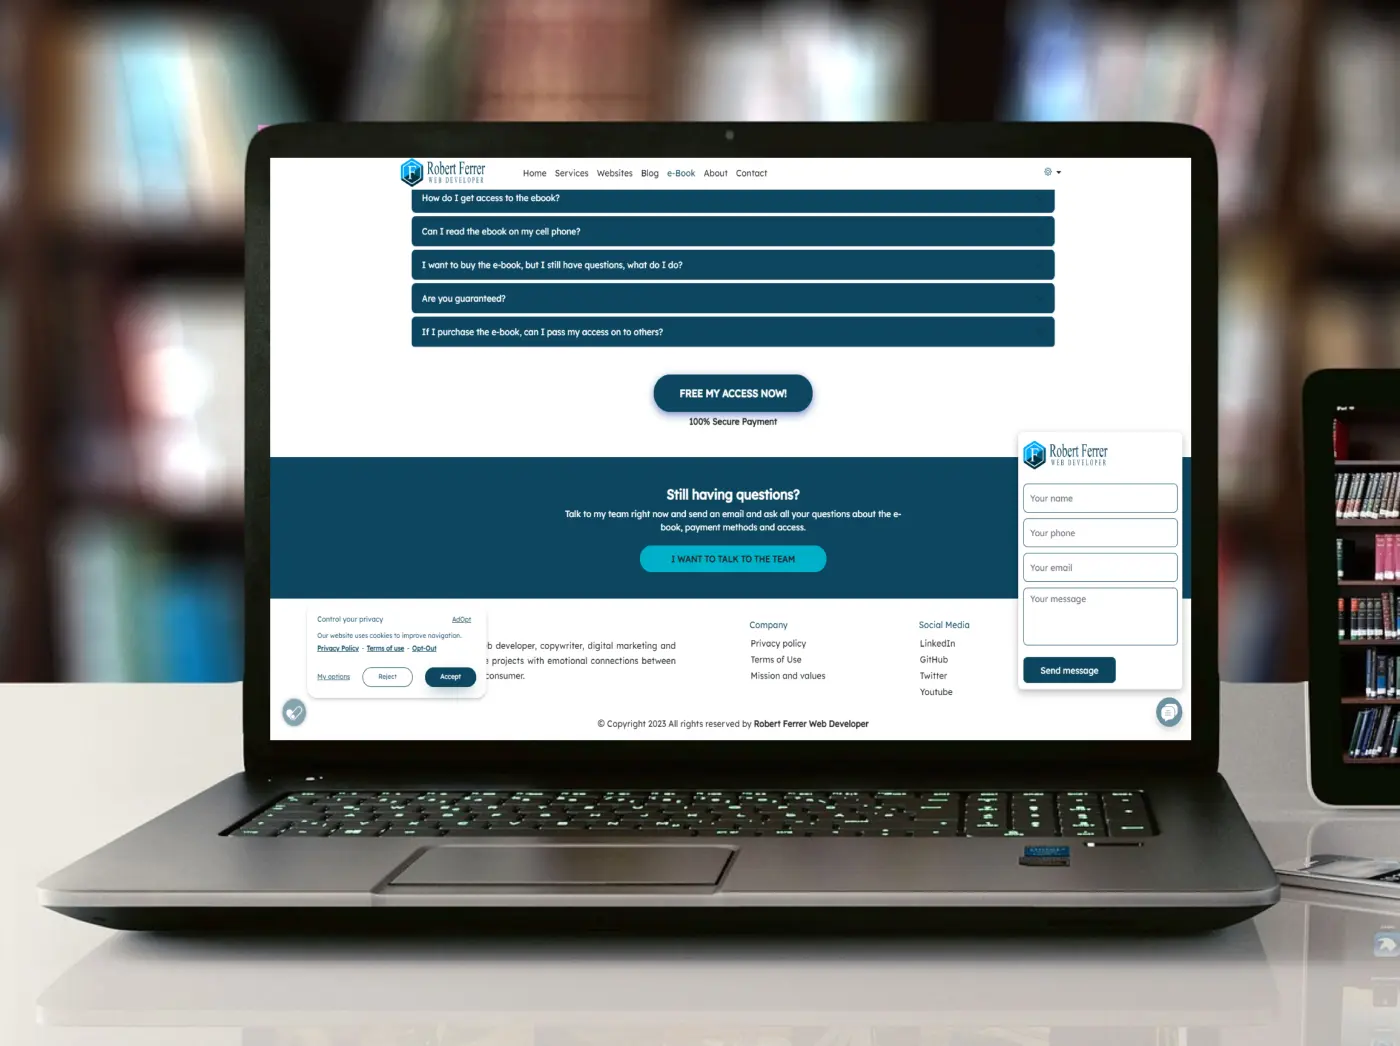 Robert Ferrer
WEB DEVELOPER
Home Services Websites Blog e-Book About Contact
How do I get access to the ebook?
Can I read the ebook on my cell phone?
I want to buy the e-book, but I still have questions, what do I do?
Are you guaranteed?
If I purchase the e-book, can I pass my access on to others?
FREE MY ACCESS NOW!
100% Secure Payment
Still having questions?
Talk to my team right now and send an email and ask all your questions about the e-
book, payment methods and access.
I WANT TO TALK TO THE TEAM
Robert Ferrer
WEB DEVELOPER
Your name
Your phone
Your email
Your message
Send message
Control your privacy AdOpt
Our website uses cookies to improve navigation.
Privacy Policy - Terms of use - Opt-Out
My options Reject Accept
b developer, copywriter, digital marketing and
projects with emotional connections between
consumer.
Company
Privacy policy
Terms of Use
Mission and values
Social Media
LinkedIn
GitHub
Twitter
Youtube
© Copyright 2023 All rights reserved by Robert Ferrer Web Developer